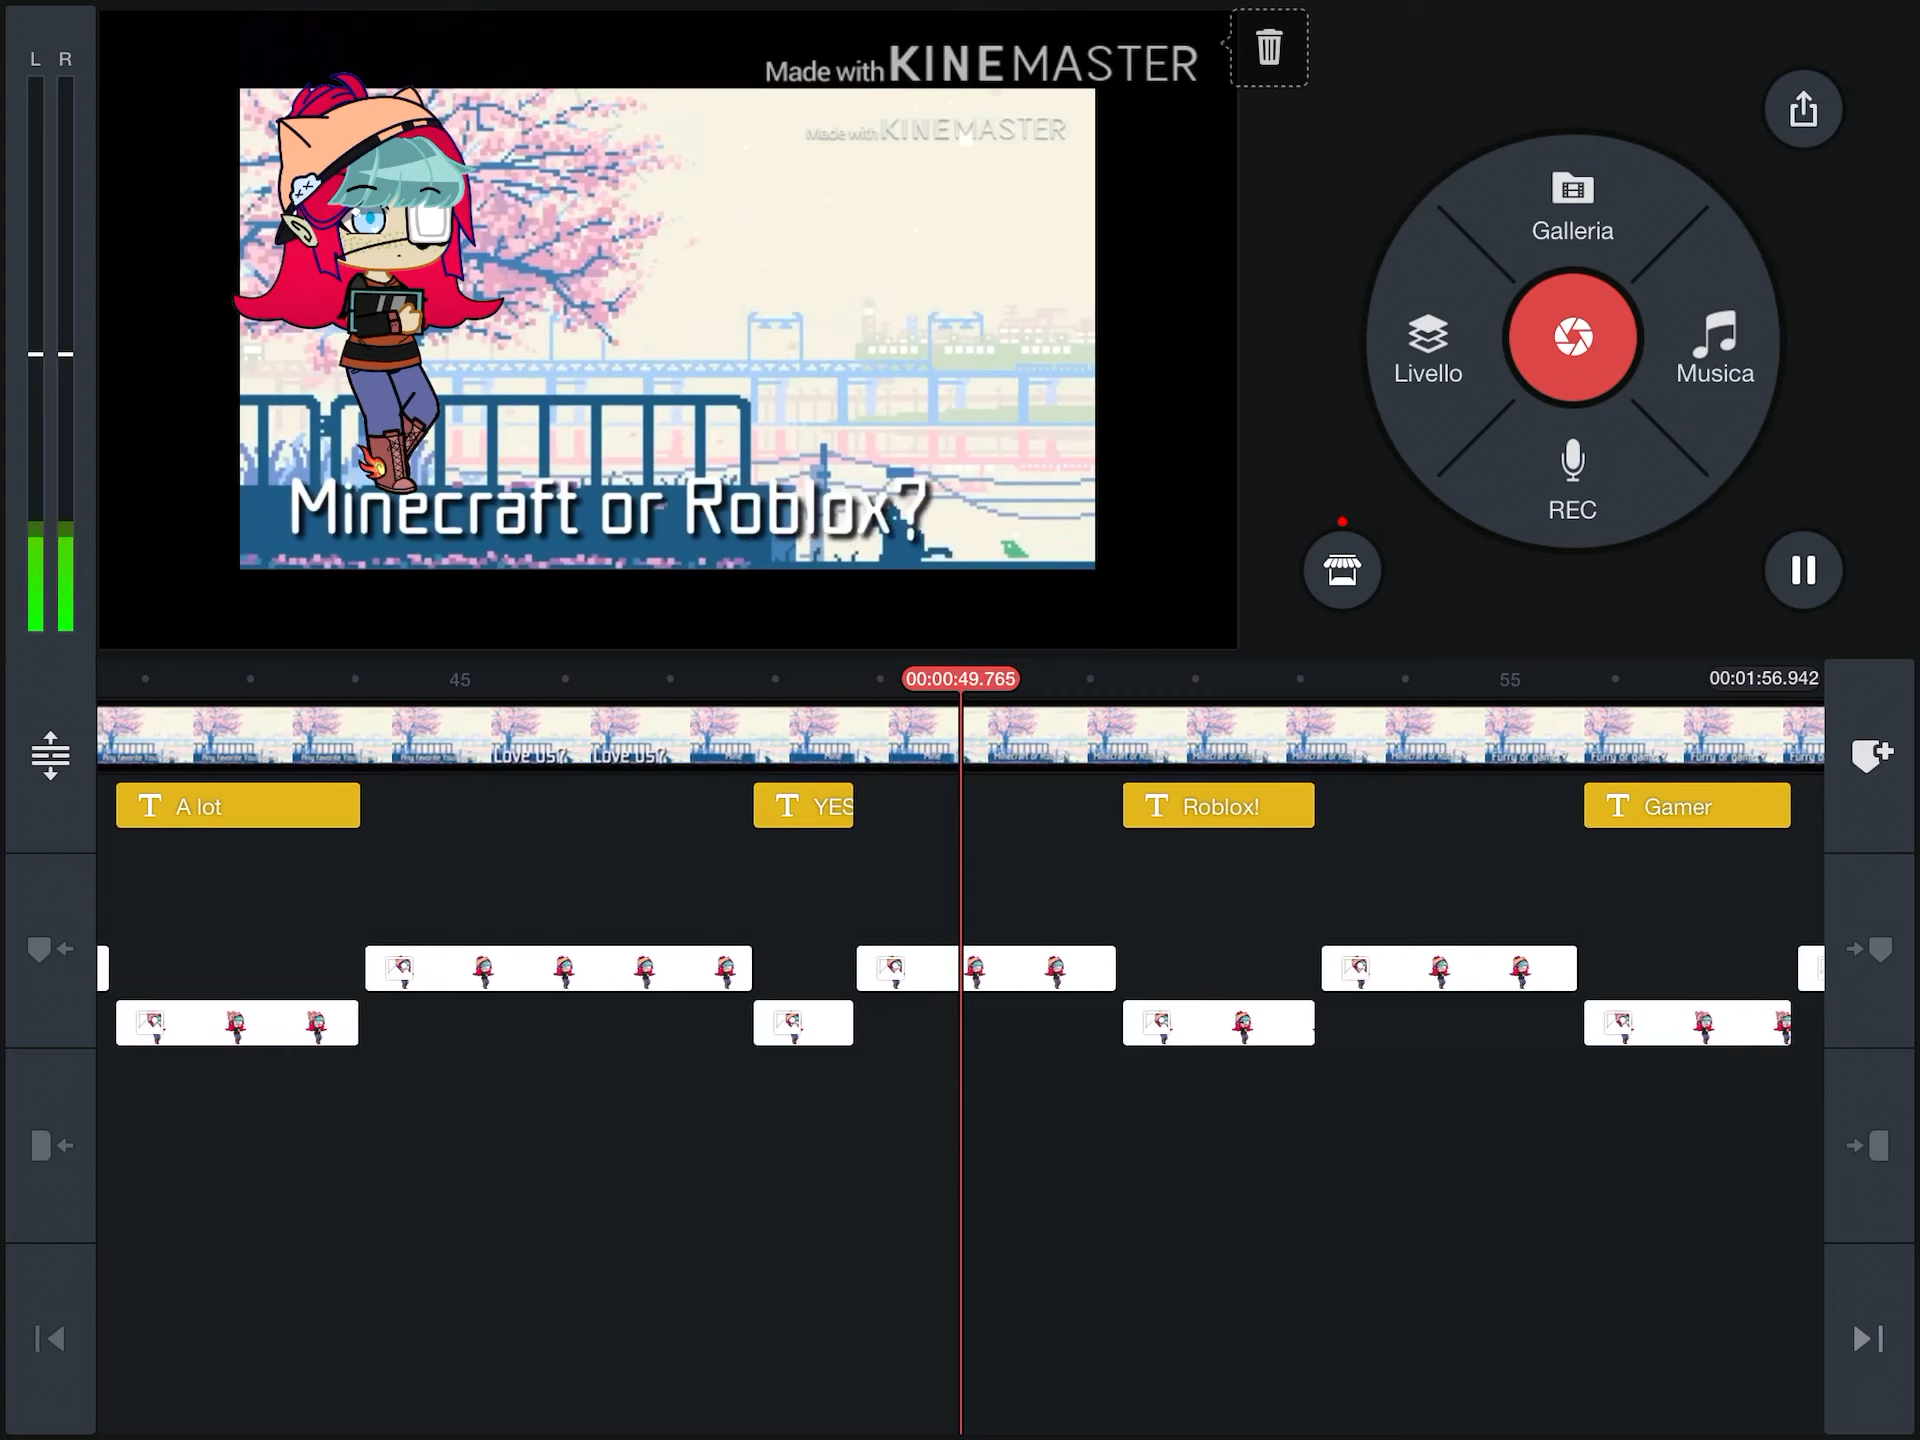 L R
Made with KINEMASTER
Made with KINEMASTER
Minecraft or Roblox?
Galleria
Livello
Musica
REC
45
00:00:49.765
55
00:01:56.942
Love US? Love US?
A lot
YES
Roblox!
Gamer